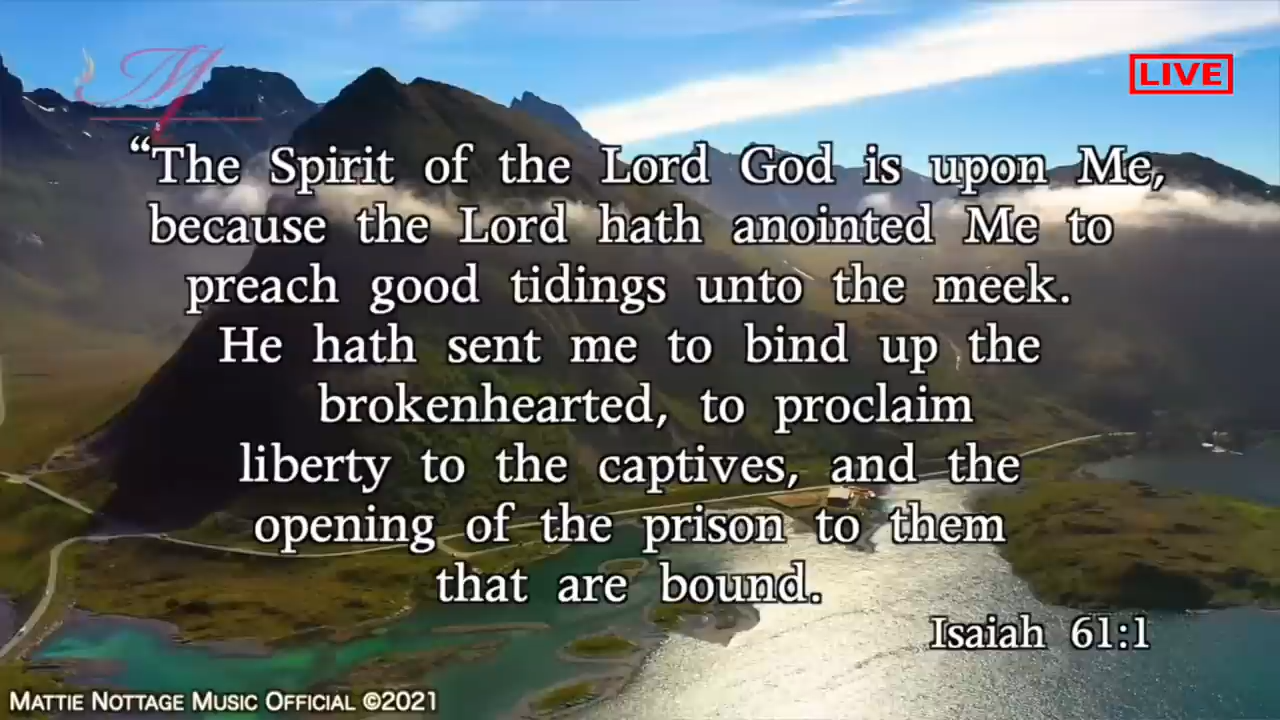 LIVE
“The Spirit of the Lord God is upon Me,
because the Lord hath anointed Me to
preach good tidings unto the meek.
He hath sent me to bind up the
brokenhearted, to proclaim
liberty to the captives, and the
opening of the prison to them
that are bound.
Isaiah 61:1
MATTIE NOTTAGE MUSIC OFFICIAL ©2021